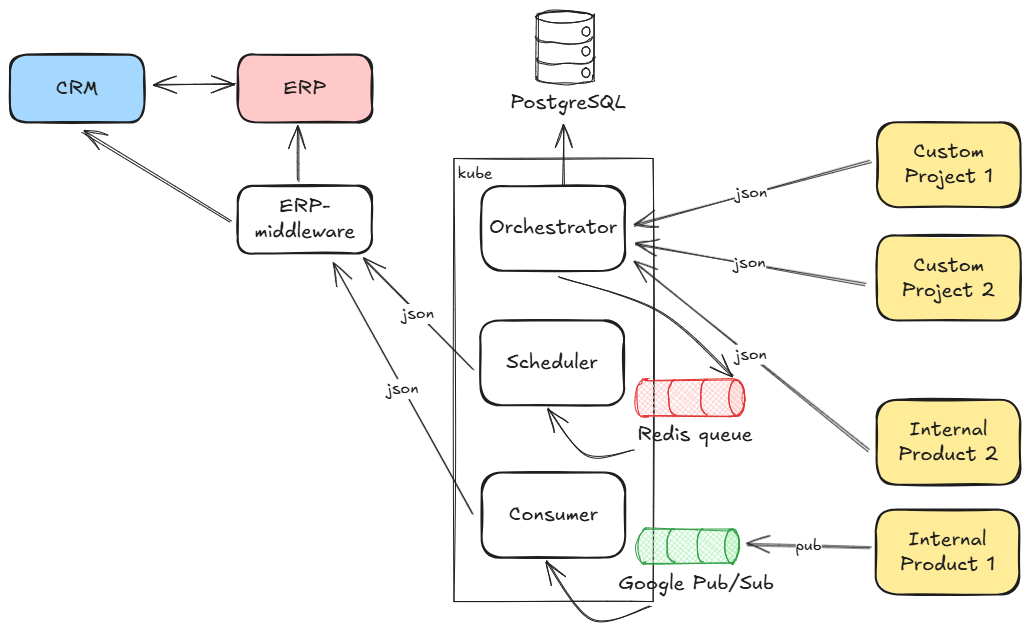 CRM
ERP
PostgreSQL
ERP-
middleware
kube
Orchestrator
Custom
Project 1
json
Custom
Project 2
json
json
Scheduler
json
json
Redis queue
Internal
Product 2
Consumer
pub
Internal
Product 1
Google Pub/Sub